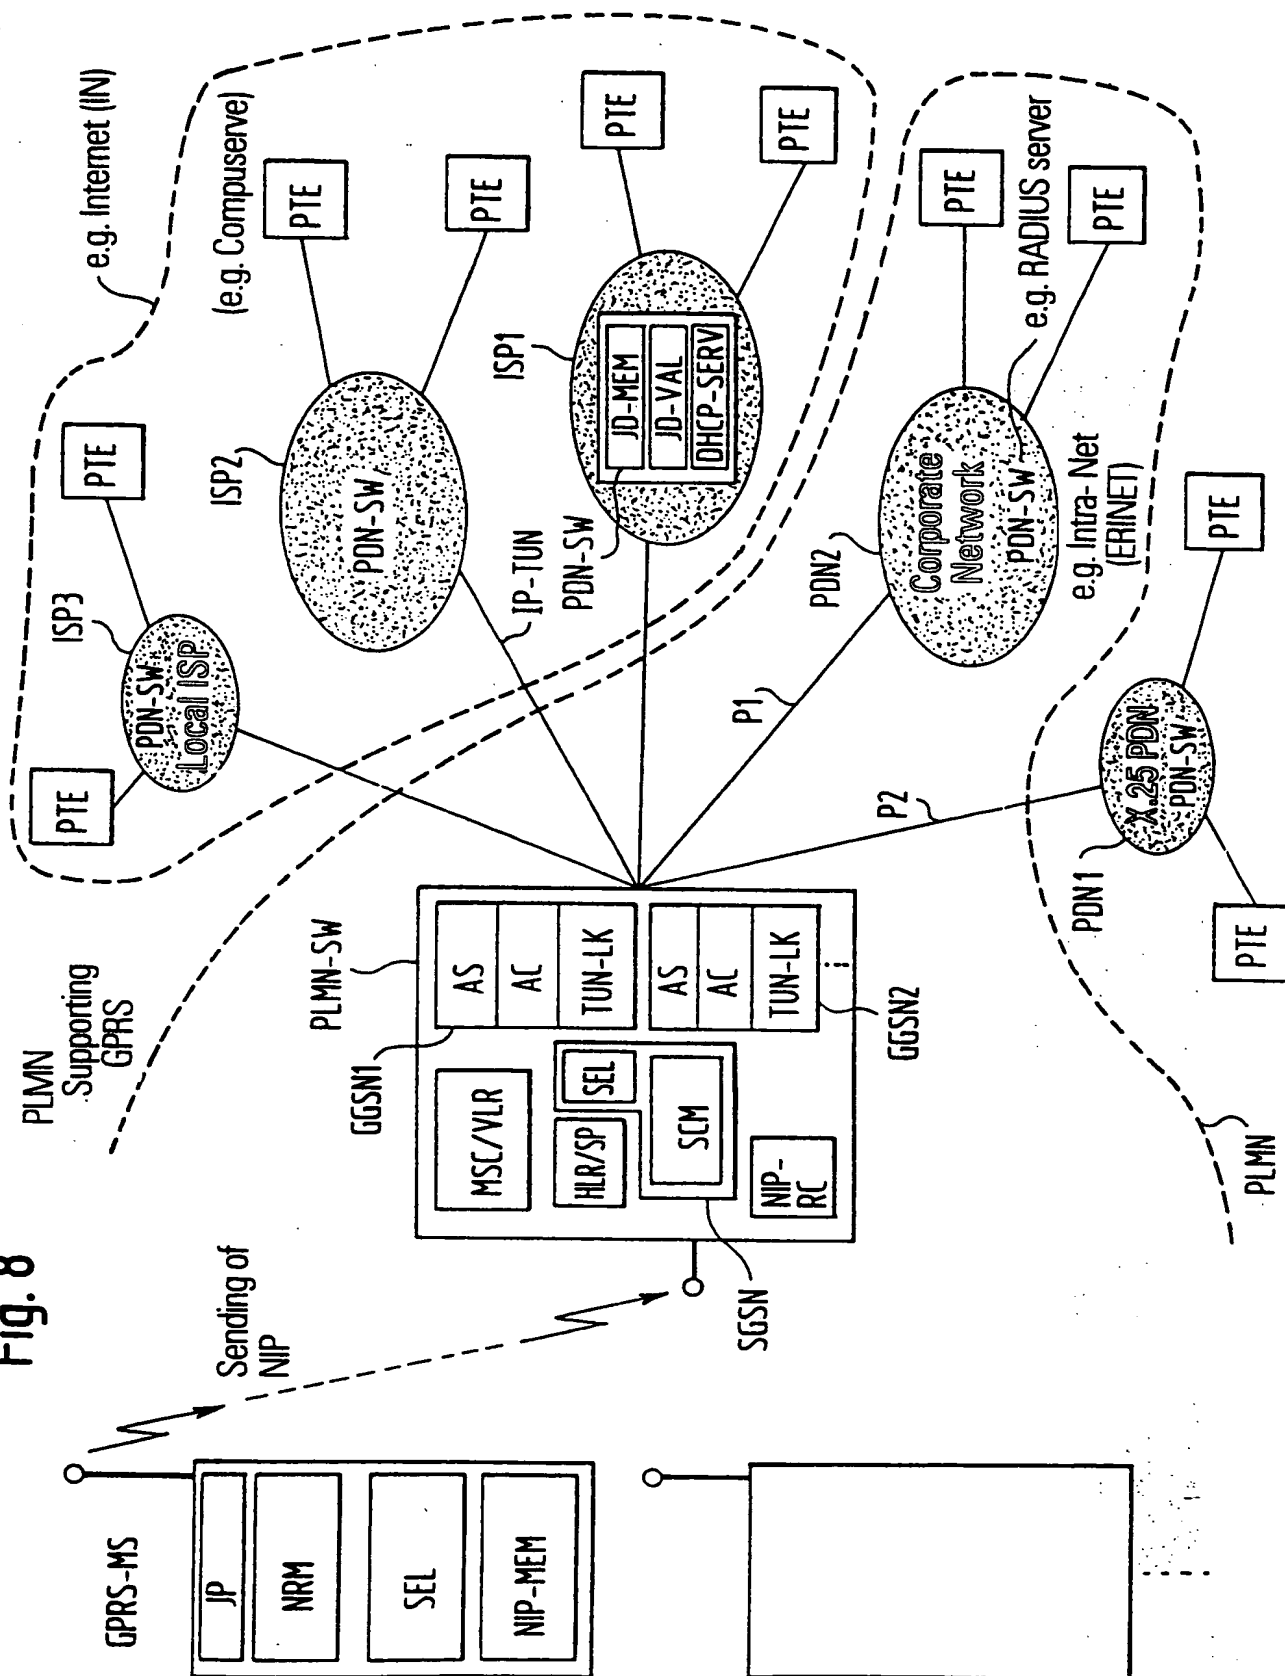 Fig. 8
GPRS-MS
JP
NRM
SEL
NIP-MEM
Sending of
NIP
PLMN
Supporting
GPRS
PLMN-SW
GGSN1
AS
AC
TUN-LK
AS
AC
TUN-LK
GGSN2
MSC/VLR
HLR/SP
SEL
SCM
NIP-
RC
SGSN
e.g. Internet (IN)
ISP3
PTE
PTE
PDN-SW
Local ISP
ISP2
(e.g. Compuserve)
PTE
PTE
PDN-SW
IP-TUN
PDN-SW
ISP1
JD-MEM
JD-VAL
DHCP-SERV
PTE
PTE
P1
PDN2
Corporate
Network
PDN-SW
e.g. RADIUS server
PTE
PTE
e.g. Intra-Net
(ERINET)
P2
PDN1
X.25 PDN
PDN-SW
PTE
PTE
PLMN